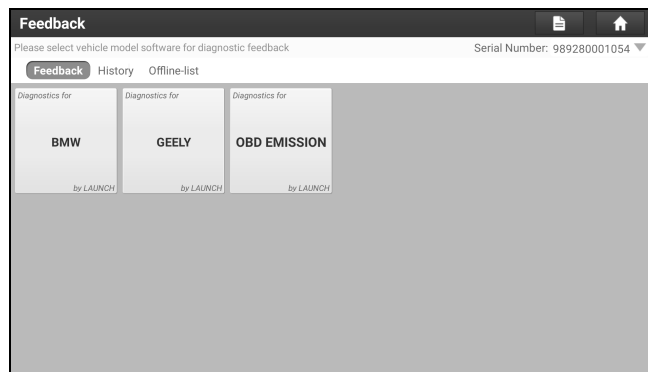 Feedback
Please select vehicle model software for diagnostic feedback
Serial Number: 989280001054
Feedback History Offline-list
Diagnostics for
BMW
by LAUNCH
Diagnostics for
GEELY
by LAUNCH
Diagnostics for
OBD EMISSION
by LAUNCH